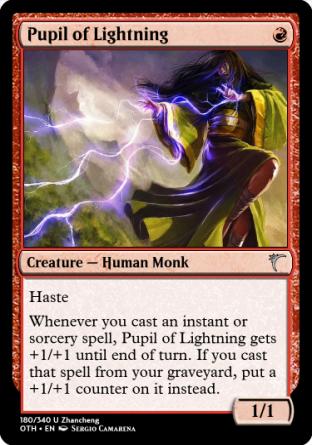 Pupil of Lightning
Creature — Human Monk
Haste
Whenever you cast an instant or
sorcery spell, Pupil of Lightning gets
+1/+1 until end of turn. If you cast
that spell from your graveyard, put a
+1/+1 counter on it instead.
1/1
180/340 U Zhancheng
OTH • EN Sergio Camarena